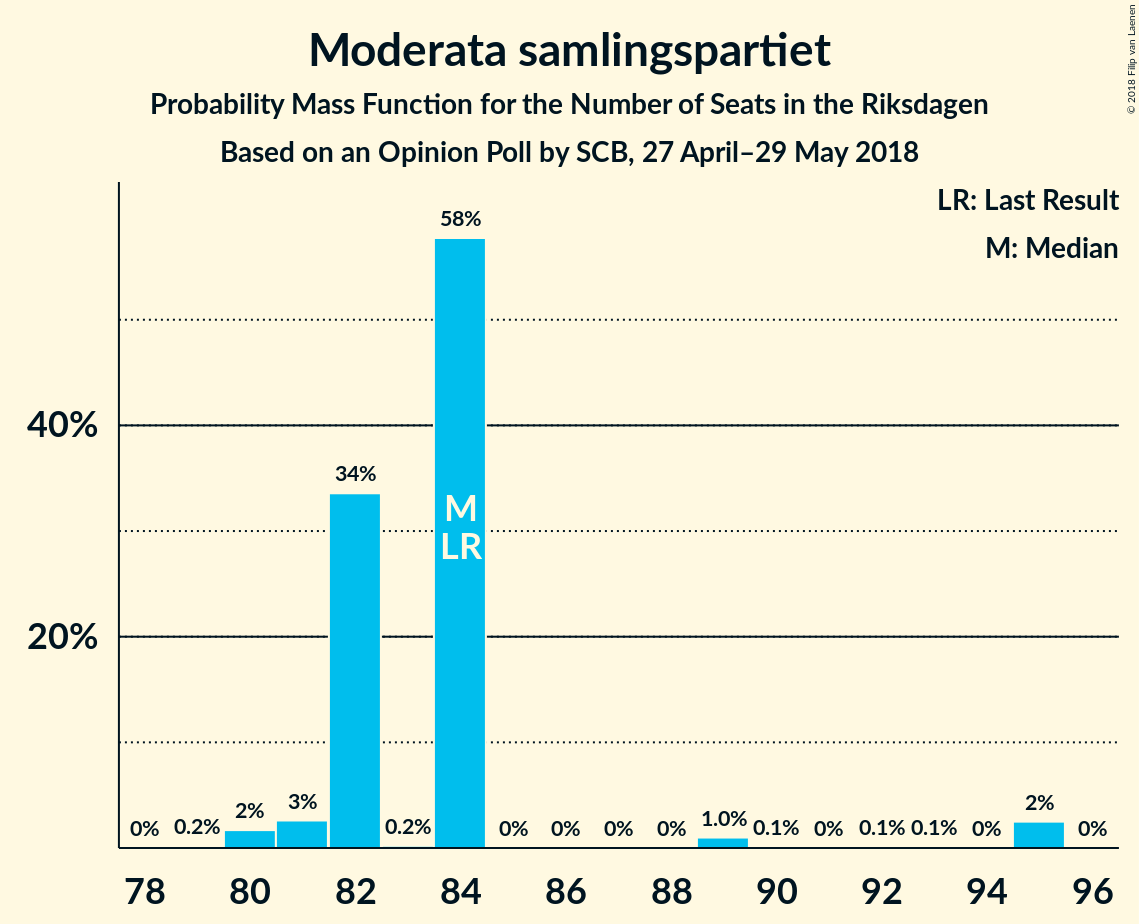 Moderata samlingspartiet
Probability Mass Function for the Number of Seats in the Riksdagen
Based on an Opinion Poll by SCB, 27 April–29 May 2018
© 2018 Filip van Laenen
LR: Last Result
M: Median
40%
20%
0%
0.2%
2%
3%
34%
0.2%
58%
M
LR
0%
0%
0%
0%
1.0%
0.1%
0%
0.1%
0.1%
0%
2%
0%
78 80 82 84 86 88 90 92 94 96